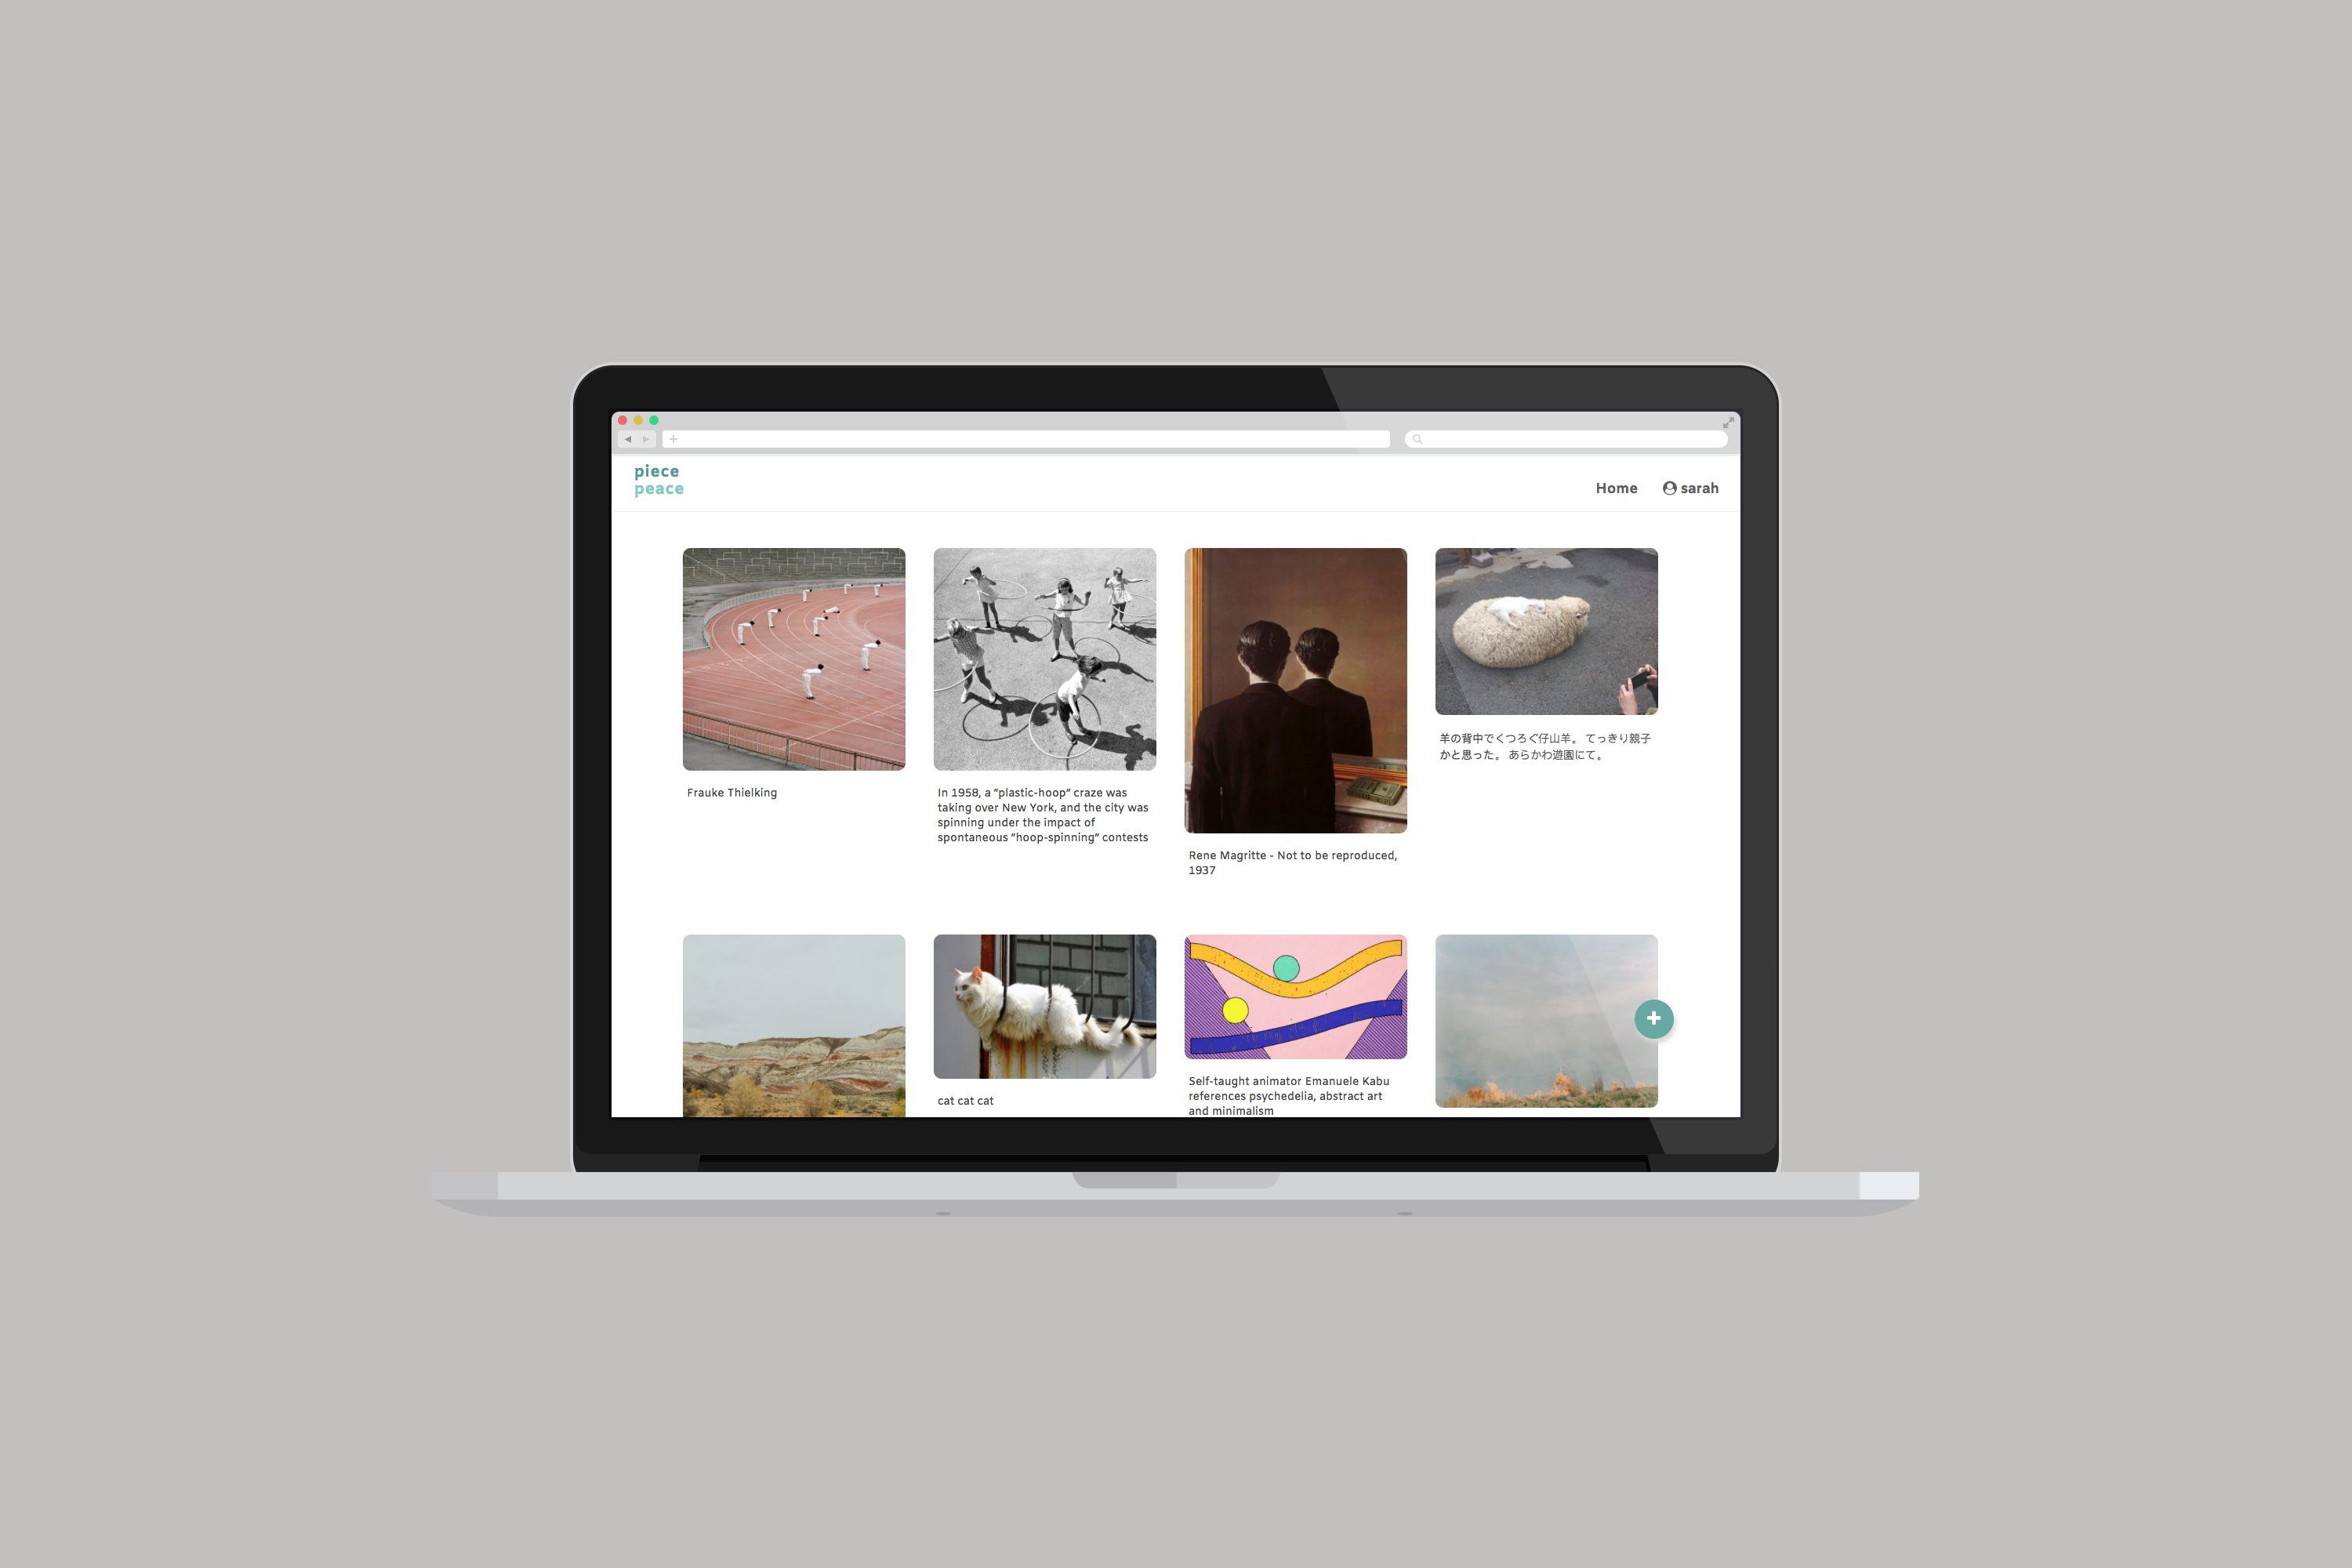 piece
peace
Home
sarah
Frauke Thielking
In 1958, a "plastic-hoop" craze was
taking over New York, and the city was
spinning under the impact of
spontaneous "hoop-spinning" contests
Rene Magritte - Not to be reproduced,
1937
羊の背中でくつろぐ仔山羊。 てっきり親子
かと思った。 あらかわ遊園にて。
cat cat cat
Self-taught animator Emanuele Kabu
references psychedelia, abstract art
and minimalism